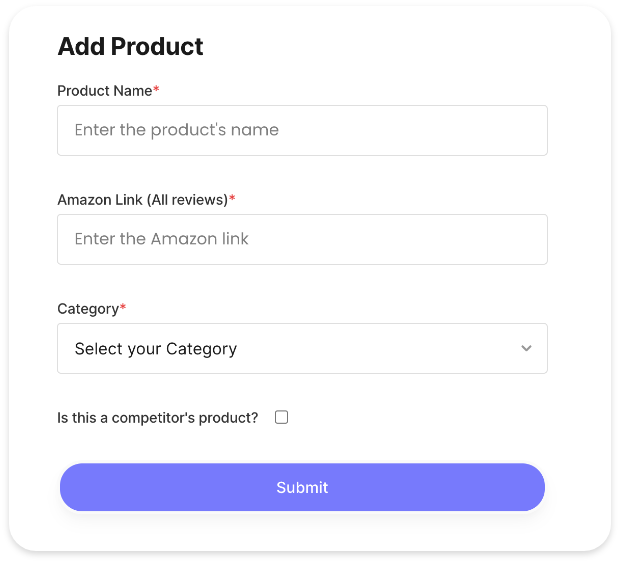 Add Product
Product Name*
Enter the product's name
Amazon Link (All reviews)*
Enter the Amazon link
Category*
Select your Category
Is this a competitor's product?
Submit